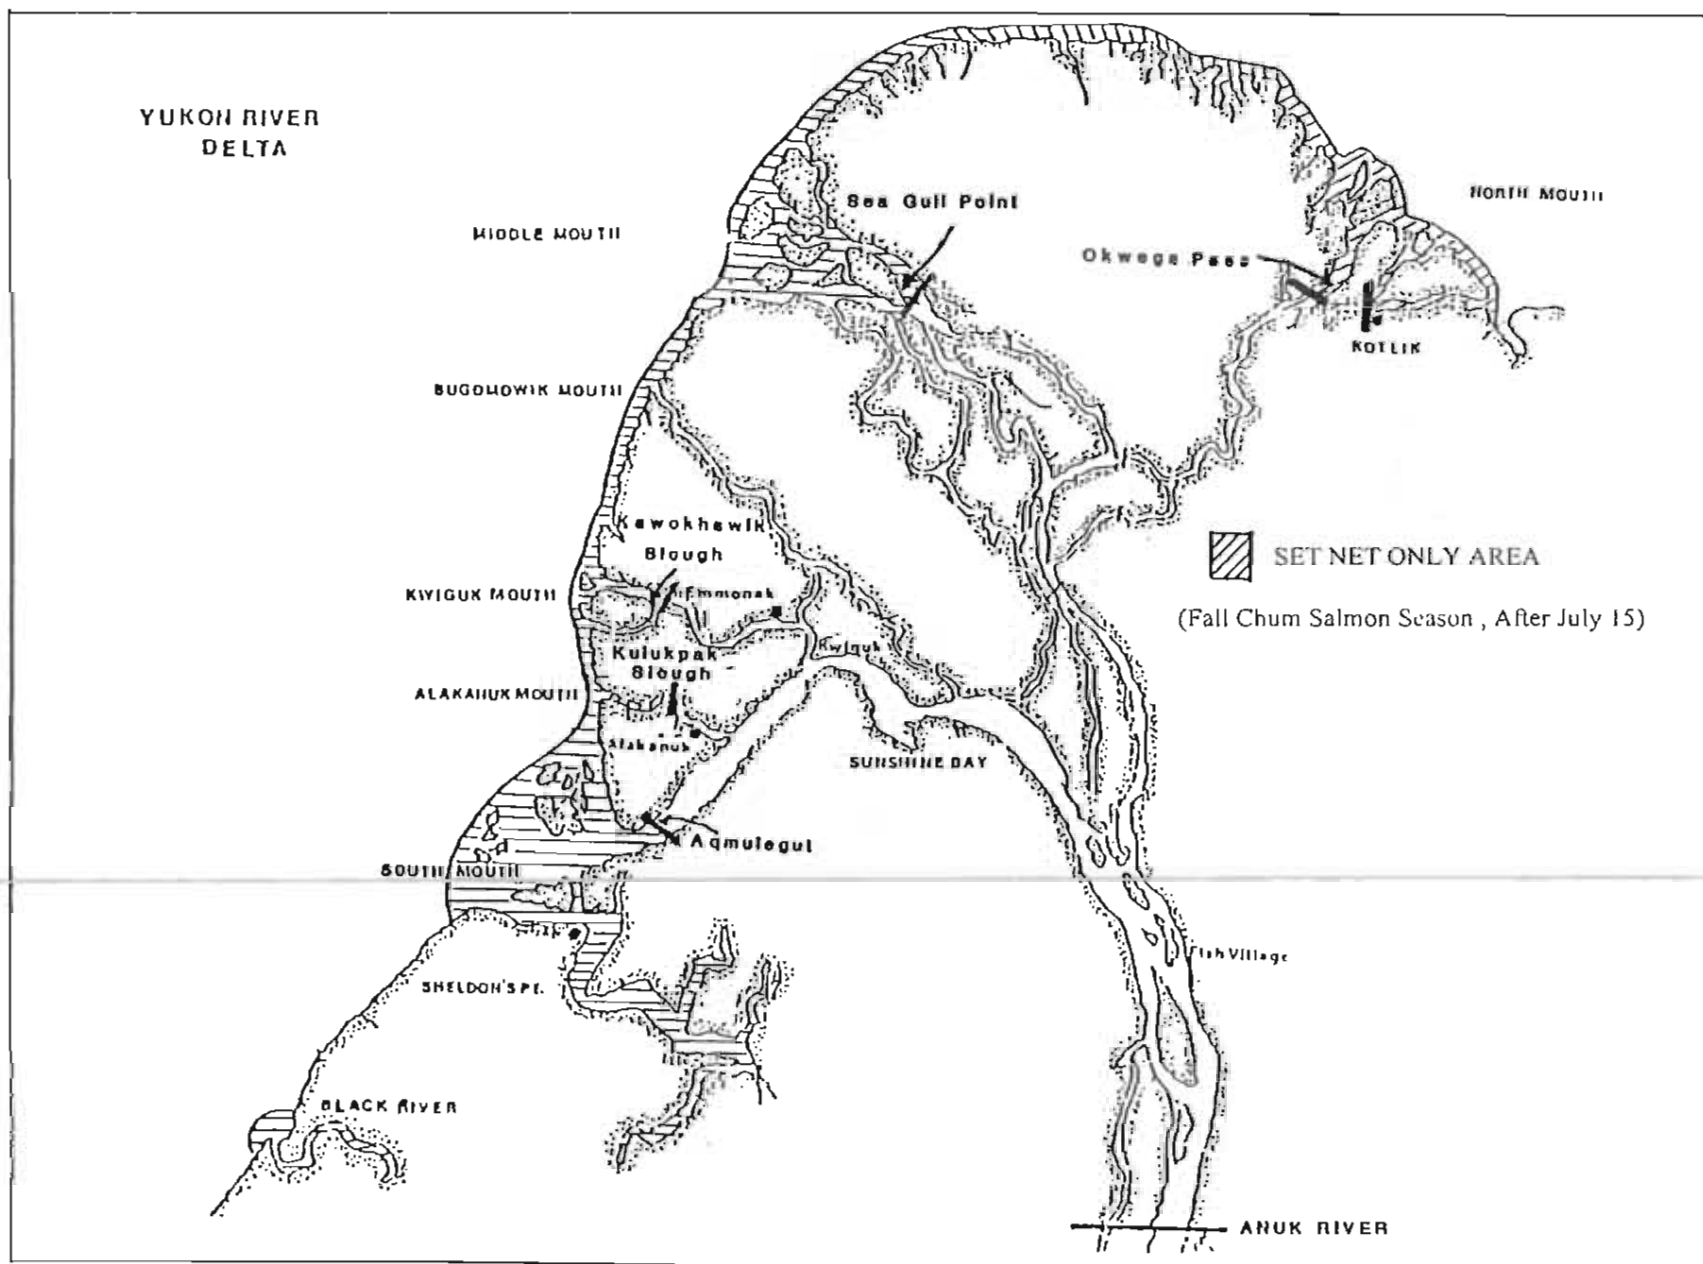 YUKON RIVER
DELTA
Sea Gull Point
NORTH MOUTH
MIDDLE MOUTH
Okwega Pass
KOTLIK
BUGOMOWIK MOUTH
Kawokhawik
Slough
SET NET ONLY AREA
KWIGUK MOUTH
Emmonak
(Fall Chum Salmon Season , After July 15)
Kwiguk
Kulukpak
Slough
ALAKANUK MOUTH
Alakanuk
SUNSHINE BAY
Aqmulegut
SOUTH MOUTH
Fish Village
SHELDON'S PT.
BLACK RIVER
ANUK RIVER